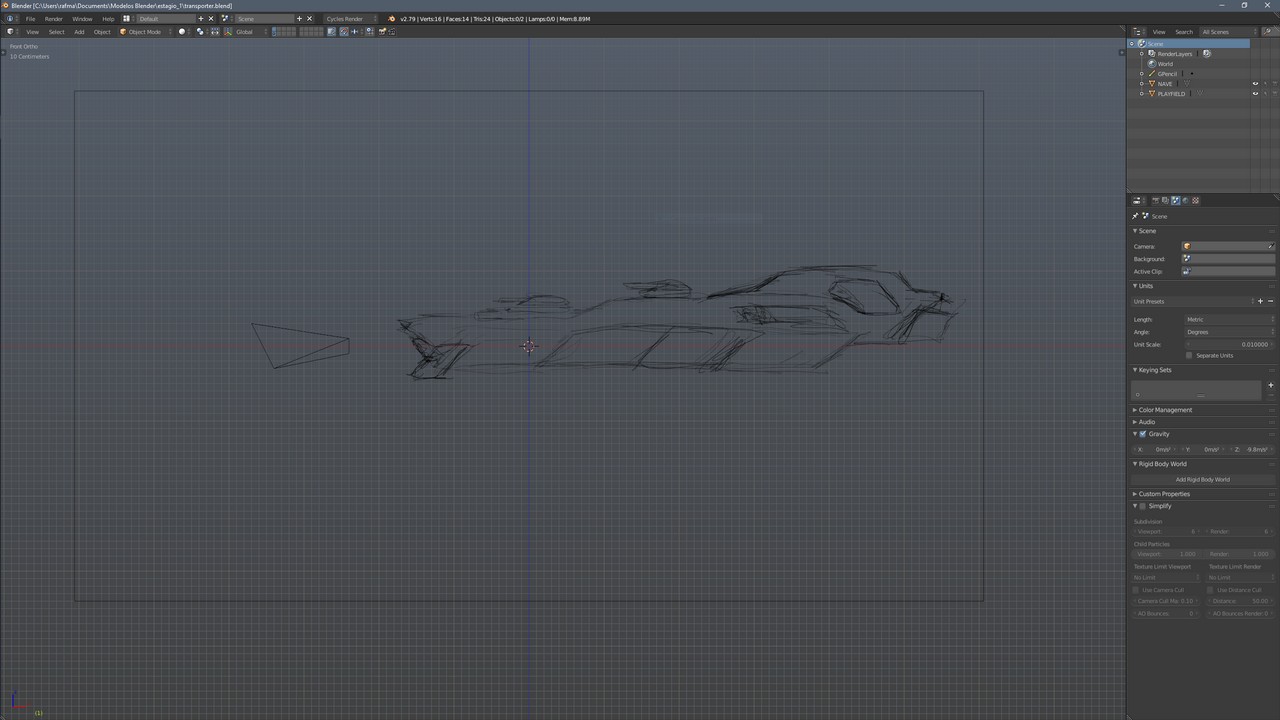 Blender [C:\Users\rafma\Documents\Modelos Blender\estagio_1\transporter.blend]
File Render Window Help Default Scene Cycles Render v2.79 | Verts:16 | Faces:14 | Tris:24 | Objects:0/2 | Lamps:0/0 | Mem:8.89M
View Select Add Object Object Mode Global
View Search All Scenes
Front Ortho
10 Centimeters
Scene
RenderLayers
World
GPencil
NAVE
PLAYFIELD
Scene
Scene
Camera:
Background:
Active Clip:
Units
Unit Presets
Length: Metric
Angle: Degrees
Unit Scale: 0.010000
Separate Units
Keying Sets
Color Management
Audio
Gravity
X: 0m/s² Y: 0m/s² Z: -9.8m/s²
Rigid Body World
Add Rigid Body World
Custom Properties
Simplify
Subdivision
Viewport: 6 Render: 6
Child Particles
Viewport: 1.000 Render: 1.000
Texture Limit Viewport Texture Limit Render
No Limit No Limit
Use Camera Cull Use Distance Cull
Camera Cull Ma: 0.10 Distance: 50.00
AO Bounces: 0 AO Bounces Render: 0
(1)